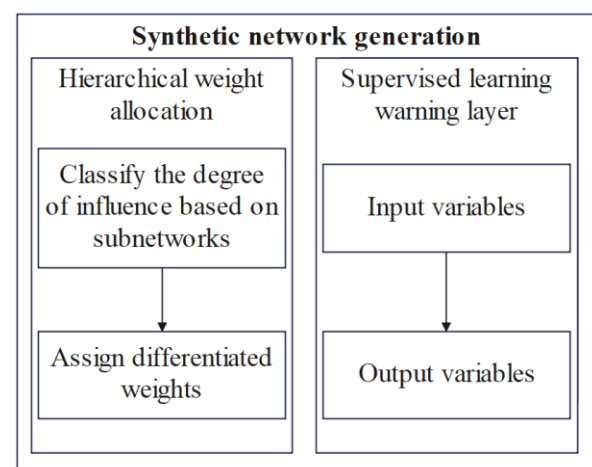 Synthetic network generation
Hierarchical weight
allocation
Classify the degree
of influence based on
subnetworks
Assign differentiated
weights
Supervised learning
warning layer
Input variables
Output variables